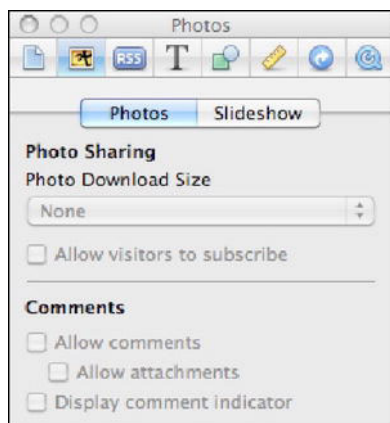 Photos
RSS T
Photos Slideshow
Photo Sharing
Photo Download Size
None
Allow visitors to subscribe
Comments
Allow comments
Allow attachments
Display comment indicator